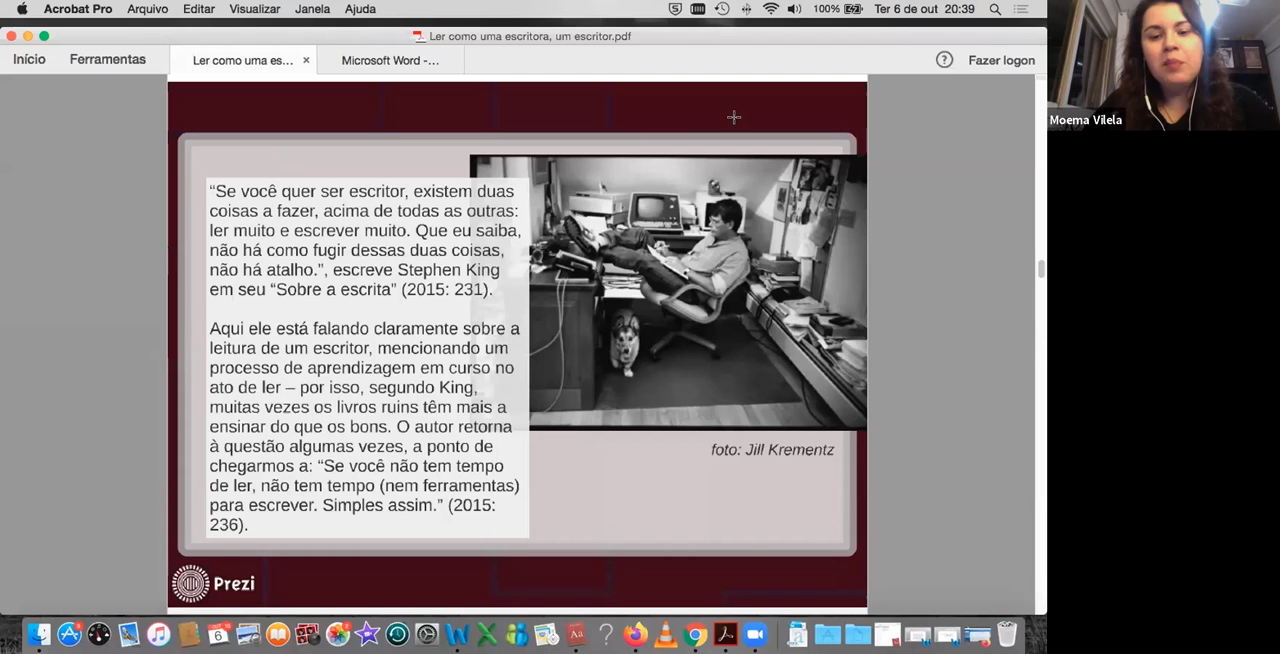 Acrobat Pro Arquivo Editar Visualizar Janela Ajuda 100% Ter 6 de out 20:39
Ler como uma escritora, um escritor.pdf
Início Ferramentas Ler como uma es... × Microsoft Word -... ? Fazer logon
Moema Vilela
“Se você quer ser escritor, existem duas
coisas a fazer, acima de todas as outras:
ler muito e escrever muito. Que eu saiba,
não há como fugir dessas duas coisas,
não há atalho.”, escreve Stephen King
em seu “Sobre a escrita” (2015: 231).
Aqui ele está falando claramente sobre a
leitura de um escritor, mencionando um
processo de aprendizagem em curso no
ato de ler – por isso, segundo King,
muitas vezes os livros ruins têm mais a
ensinar do que os bons. O autor retorna
à questão algumas vezes, a ponto de
chegarmos a: “Se você não tem tempo
de ler, não tem tempo (nem ferramentas)
para escrever. Simples assim.” (2015:
236).
foto: Jill Krementz
Prezi